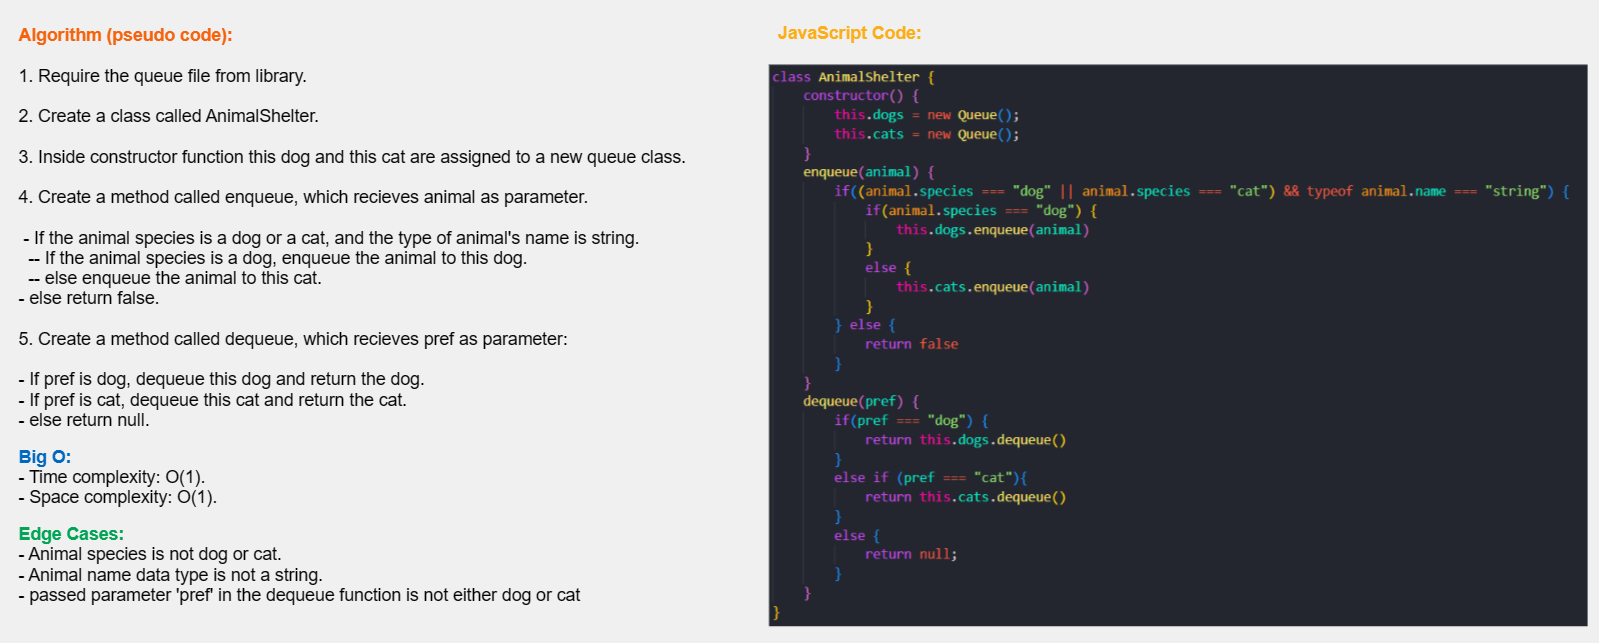 Algorithm (pseudo code):
1. Require the queue file from library.
2. Create a class called AnimalShelter.
3. Inside constructor function this dog and this cat are assigned to a new queue class.
4. Create a method called enqueue, which recieves animal as parameter.
- If the animal species is a dog or a cat, and the type of animal's name is string.
-- If the animal species is a dog, enqueue the animal to this dog.
-- else enqueue the animal to this cat.
- else return false.
5. Create a method called dequeue, which recieves pref as parameter:
- If pref is dog, dequeue this dog and return the dog.
- If pref is cat, dequeue this cat and return the cat.
- else return null.
Big O:
- Time complexity: O(1).
- Space complexity: O(1).
Edge Cases:
- Animal species is not dog or cat.
- Animal name data type is not a string.
- passed parameter 'pref' in the dequeue function is not either dog or cat
JavaScript Code:
class AnimalShelter {
constructor() {
this.dogs = new Queue();
this.cats = new Queue();
}
enqueue(animal) {
if((animal.species === "dog" || animal.species === "cat") && typeof animal.name === "string") {
if(animal.species === "dog") {
this.dogs.enqueue(animal)
}
else {
this.cats.enqueue(animal)
}
} else {
return false
}
}
dequeue(pref) {
if(pref === "dog") {
return this.dogs.dequeue()
}
else if (pref === "cat"){
return this.cats.dequeue()
}
else {
return null;
}
}
}